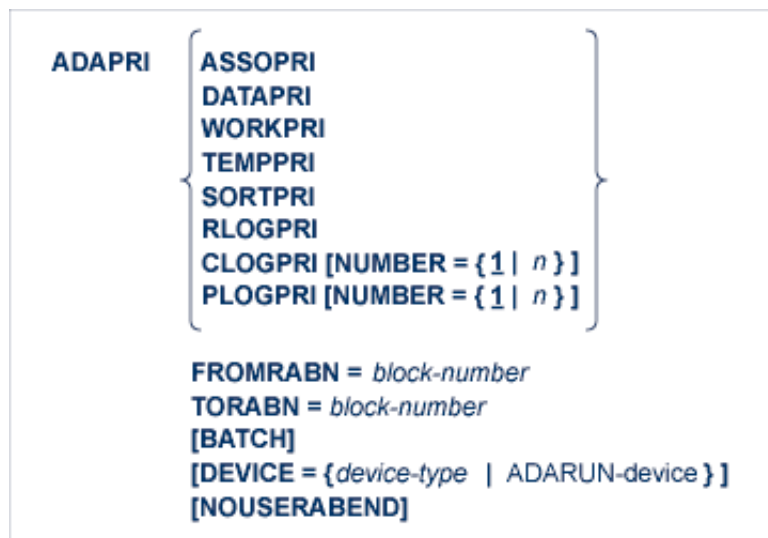 ADAPRI ASSOPRI
DATAPRI
WORKPRI
TEMPPRI
SORTPRI
RLOGPRI
CLOGPRI [NUMBER = { 1 | n } ]
PLOGPRI [NUMBER = { 1 | n } ]
FROMRABN = block-number
TORABN = block-number
[BATCH]
[DEVICE = {device-type | ADARUN-device } ]
[NOUSERABEND]